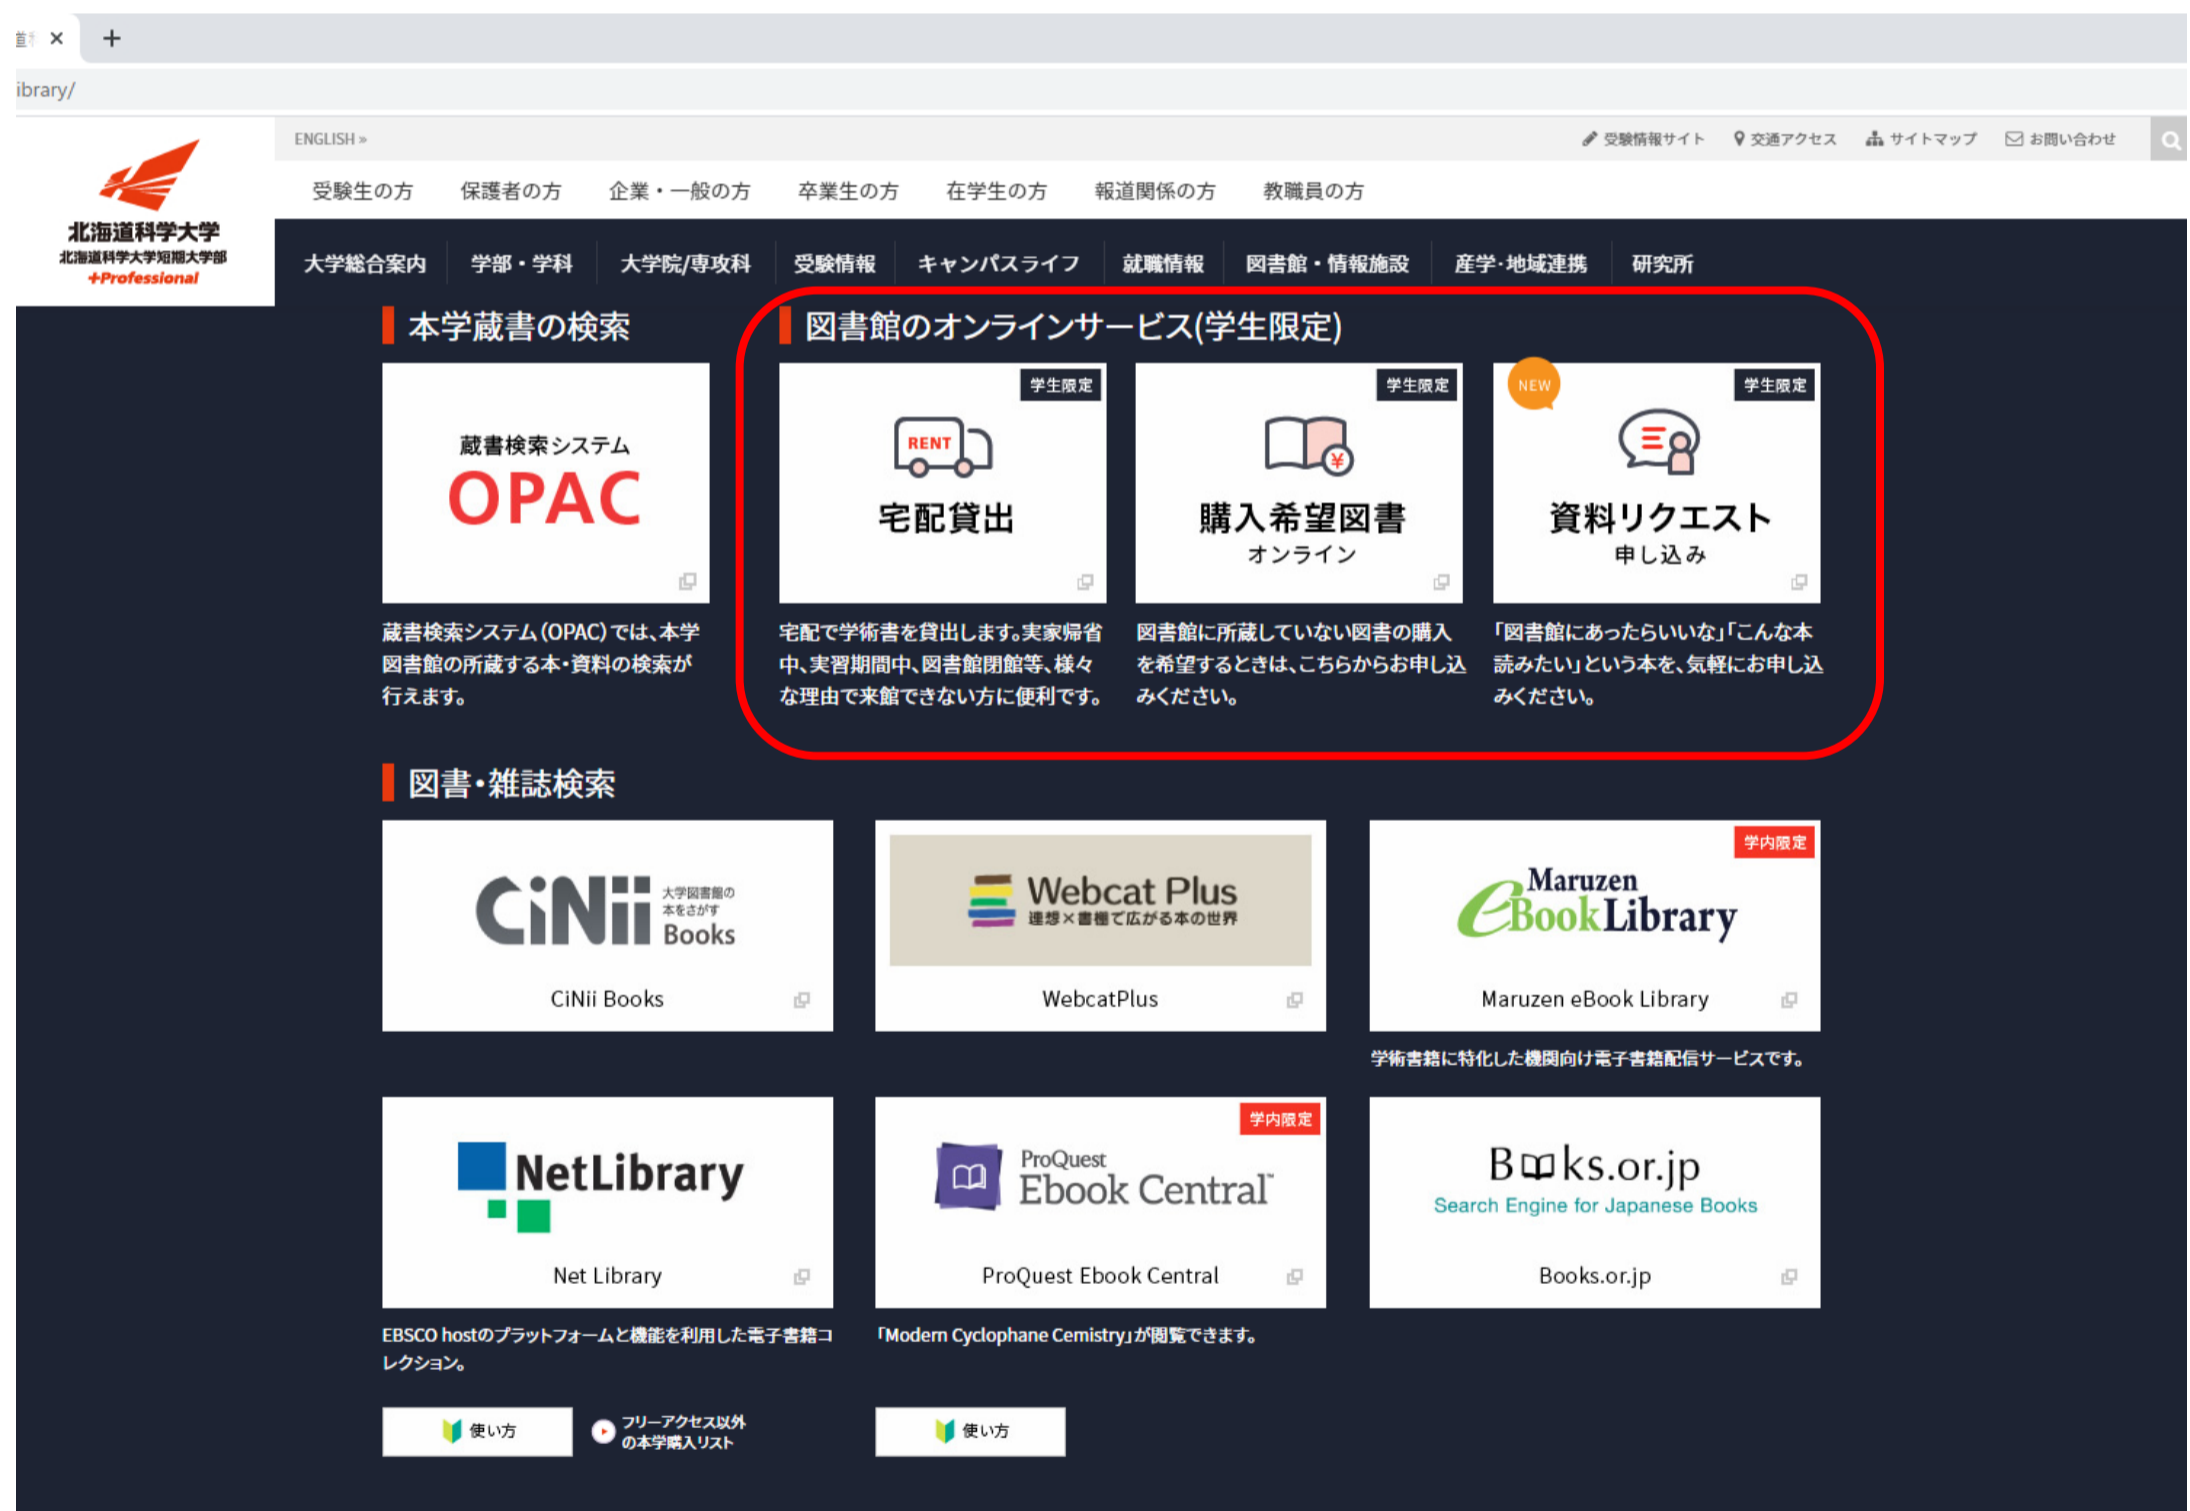 ibrary/
ENGLISH »
受験情報サイト 交通アクセス サイトマップ お問い合わせ
受験生の方 保護者の方 企業・一般の方 卒業生の方 在学生の方 報道関係の方 教職員の方
北海道科学大学
北海道科学大学短期大学部
+Professional
大学総合案内 学部・学科 大学院/専攻科 受験情報 キャンパスライフ 就職情報 図書館・情報施設 産学・地域連携 研究所
本学蔵書の検索
蔵書検索システム
OPAC
蔵書検索システム(OPAC)では、本学
図書館の所蔵する本・資料の検索が
行えます。
図書館のオンラインサービス(学生限定)
学生限定
RENT
宅配貸出
宅配で学術書を貸出します。実家帰省
中、実習期間中、図書館閉館等、様々
な理由で来館できない方に便利です。
学生限定
¥
購入希望図書
オンライン
図書館に所蔵していない図書の購入
を希望するときは、こちらからお申し込
みください。
NEW
学生限定
資料リクエスト
申し込み
「図書館にあったらいいな」「こんな本
読みたい」という本を、気軽にお申し込
みください。
図書・雑誌検索
CiNii
大学図書館の
本をさがす
Books
CiNii Books
Webcat Plus
連想×書棚で広がる本の世界
WebcatPlus
学内限定
Maruzen
eBook Library
Maruzen eBook Library
学術書籍に特化した機関向け電子書籍配信サービスです。
NetLibrary
Net Library
EBSCO hostのプラットフォームと機能を利用した電子書籍コ
レクション。
使い方
フリーアクセス以外
の本学購入リスト
学内限定
ProQuest
Ebook Central™
ProQuest Ebook Central
「Modern Cyclophane Cemistry」が閲覧できます。
使い方
Books.or.jp
Search Engine for Japanese Books
Books.or.jp